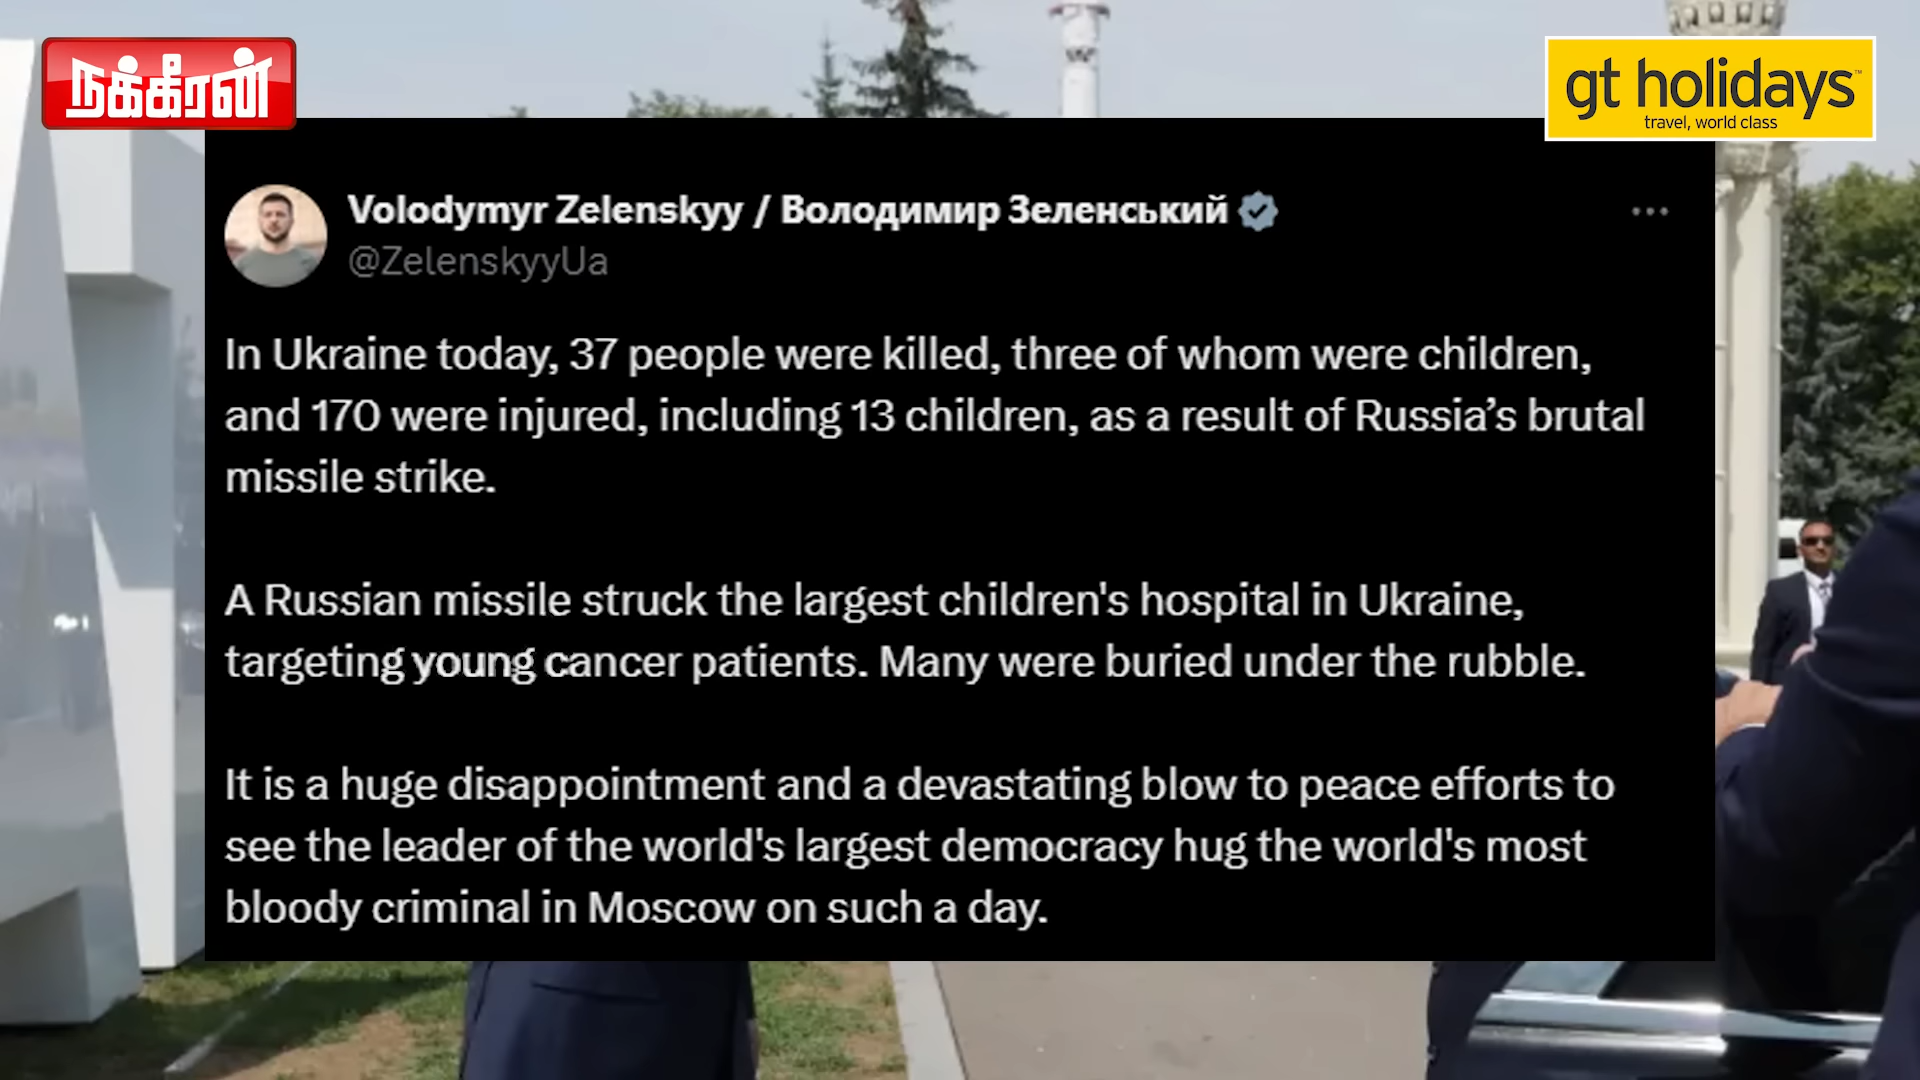 நக்கீரன்
gt holidays™
travel, world class
Volodymyr Zelenskyy / Володимир Зеленський
@ZelenskyyUa
In Ukraine today, 37 people were killed, three of whom were children,
and 170 were injured, including 13 children, as a result of Russia’s brutal
missile strike.
A Russian missile struck the largest children's hospital in Ukraine,
targeting young cancer patients. Many were buried under the rubble.
It is a huge disappointment and a devastating blow to peace efforts to
see the leader of the world's largest democracy hug the world's most
bloody criminal in Moscow on such a day.